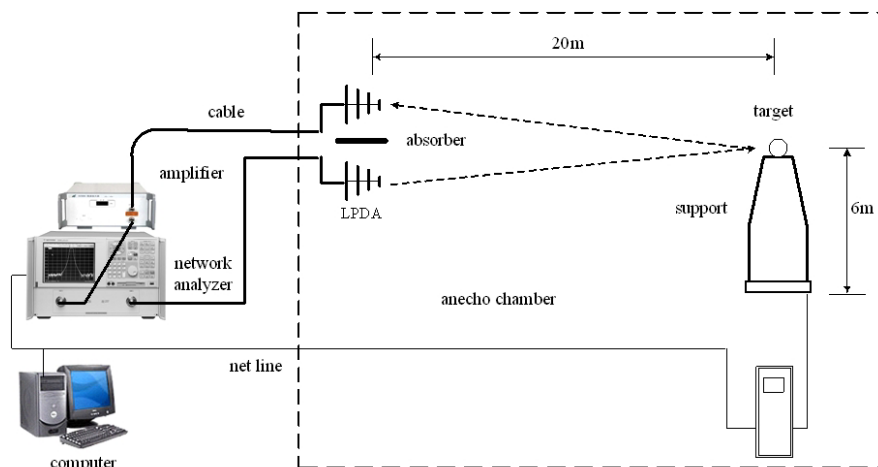 20m
cable
target
absorber
amplifier
LPDA
support
6m
network
analyzer
anecho chamber
net line
computer